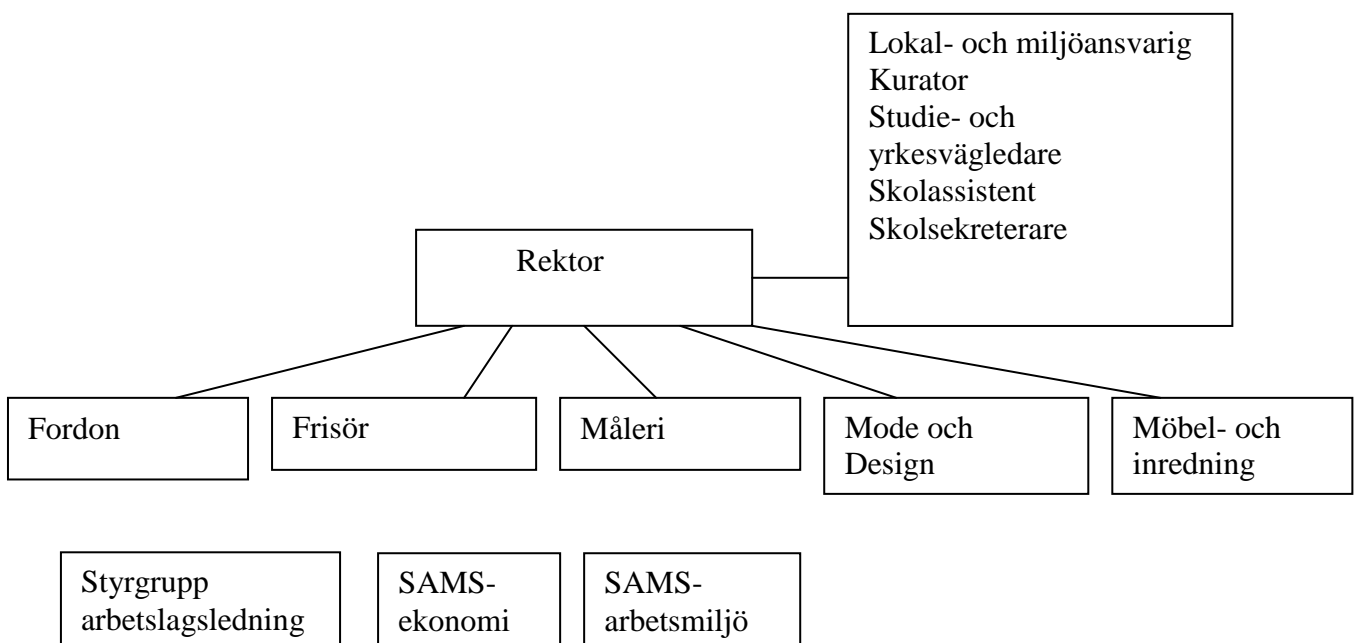 Lokal- och miljöansvarig
Kurator
Studie- och
yrkesvägledare
Skolassistent
Skolsekreterare
Rektor
Fordon
Frisör
Måleri
Mode och
Design
Möbel- och
inredning
Styrgrupp
arbetslagsledning
SAMS-
ekonomi
SAMS-
arbetsmiljö